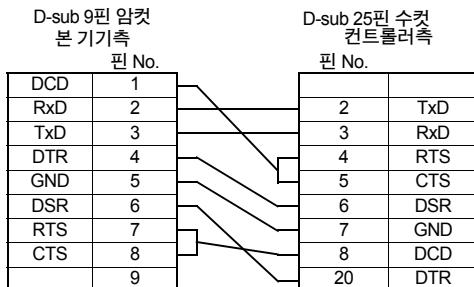 D-sub 9핀 암컷 D-sub 25핀 수컷
본 기기측 컨트롤러측
핀 No. 핀 No.
DCD 1
RxD 2 2 TxD
TxD 3 3 RxD
DTR 4 4 RTS
GND 5 5 CTS
DSR 6 6 DSR
RTS 7 7 GND
CTS 8 8 DCD
9 20 DTR